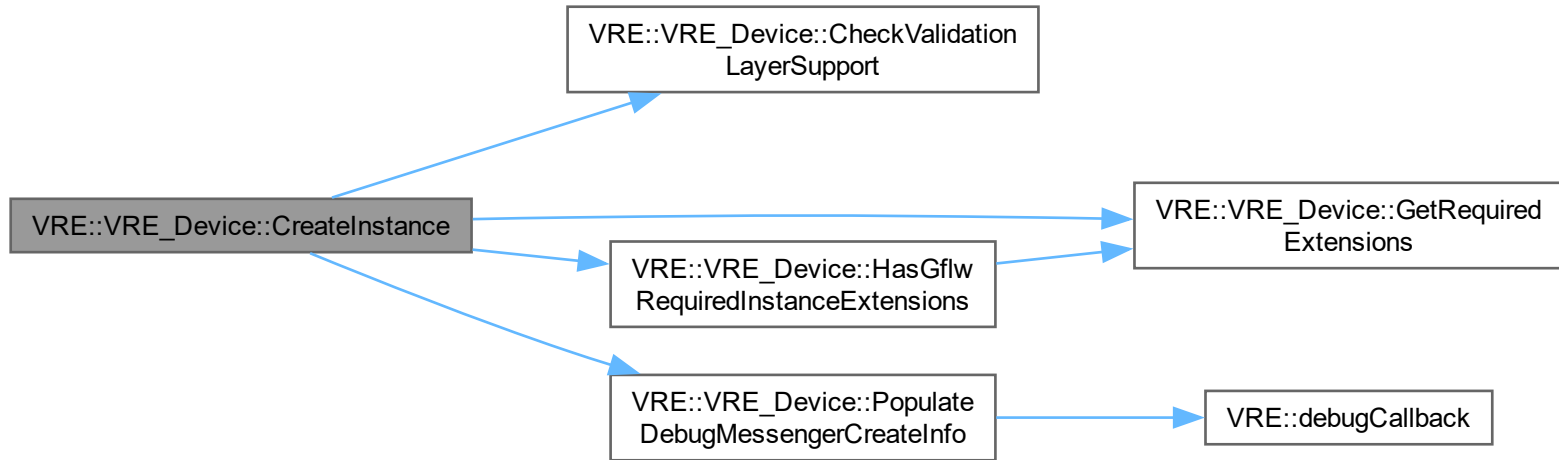 VRE::VRE_Device::CheckValidation
LayerSupport
VRE::VRE_Device::CreateInstance
VRE::VRE_Device::GetRequired
Extensions
VRE::VRE_Device::HasGflw
RequiredInstanceExtensions
VRE::VRE_Device::Populate
DebugMessengerCreateInfo
VRE::debugCallback